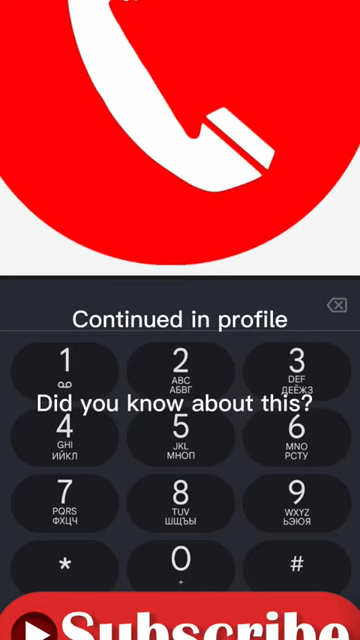 Continued in profile
1 2 3
ABC DEF
АБВГ ДЕЁЖЗ
Did you know about this?
4 5 6
GHI JKL MNO
ИЙКЛ МНОП РСТУ
7 8 9
PQRS TUV WXYZ
ФХЦЧ ШЩЪЫ ЬЭЮЯ
* 0 #
+
Subscribe